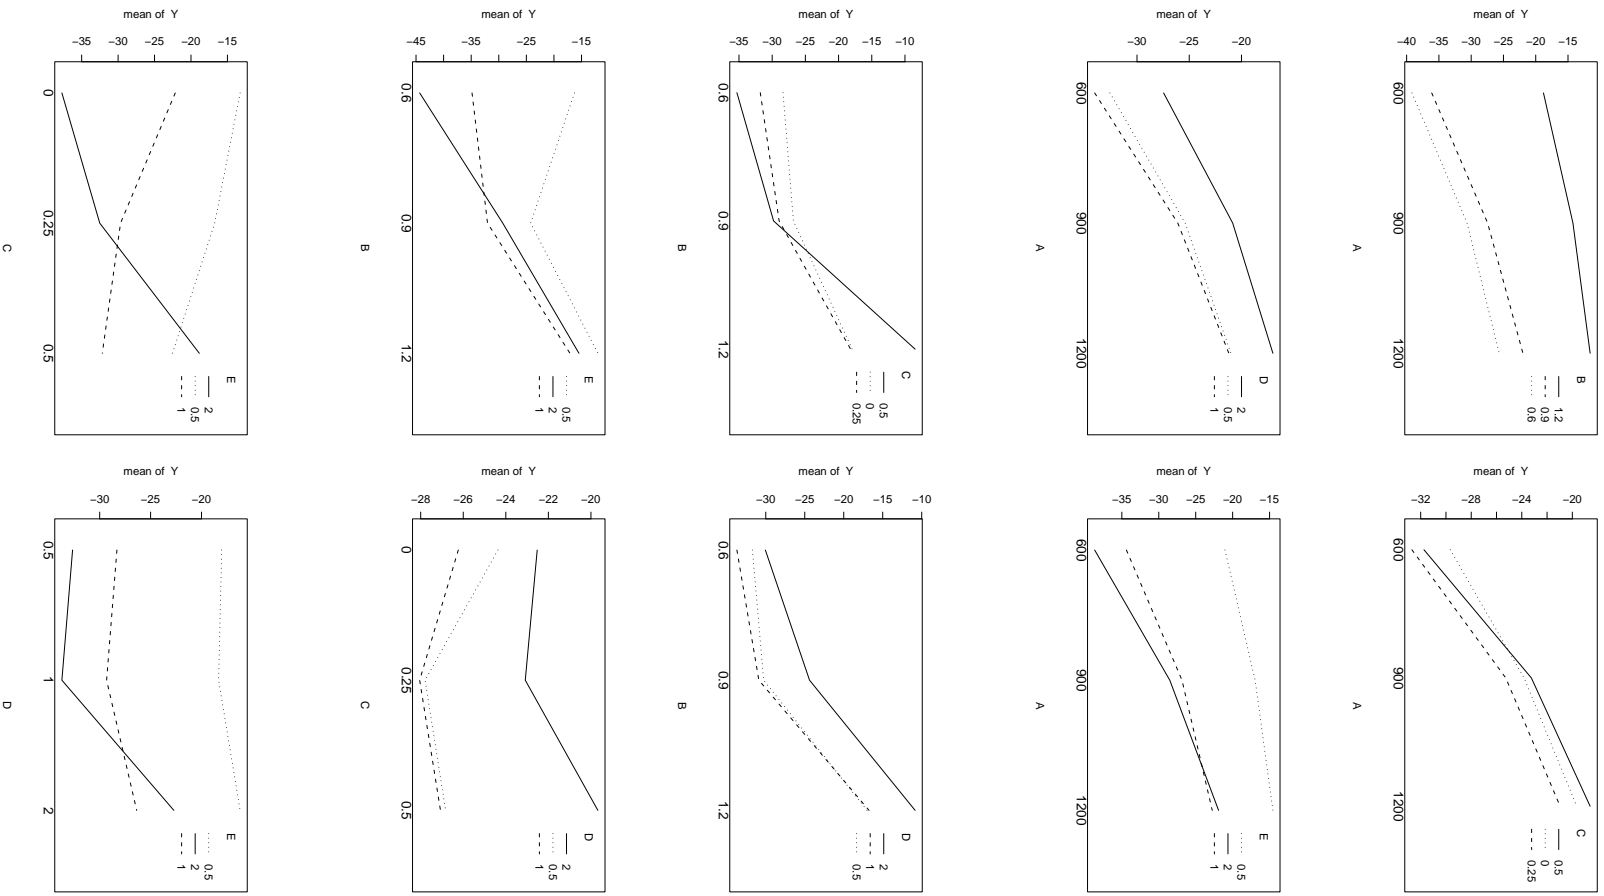 mean of Y
−40 −35 −30 −25 −20 −15
600 900 1200
A
B
1.2
0.9
0.6
mean of Y
−32 −28 −24 −20
600 900 1200
A
C
0.5
0
0.25
mean of Y
−30 −25 −20
600 900 1200
A
D
2
0.5
1
mean of Y
−35 −30 −25 −20 −15
600 900 1200
A
E
0.5
2
1
mean of Y
−35 −30 −25 −20 −15 −10
0.6 0.9 1.2
B
C
0.5
0
0.25
mean of Y
−30 −25 −20 −15 −10
0.6 0.9 1.2
B
D
2
1
0.5
mean of Y
−45 −35 −25 −15
0.6 0.9 1.2
B
E
0.5
2
1
mean of Y
−28 −26 −24 −22 −20
0 0.25 0.5
C
D
2
0.5
1
mean of Y
−35 −30 −25 −20 −15
0 0.25 0.5
C
E
2
0.5
1
mean of Y
−30 −25 −20
0.5 1 2
D
E
0.5
2
1